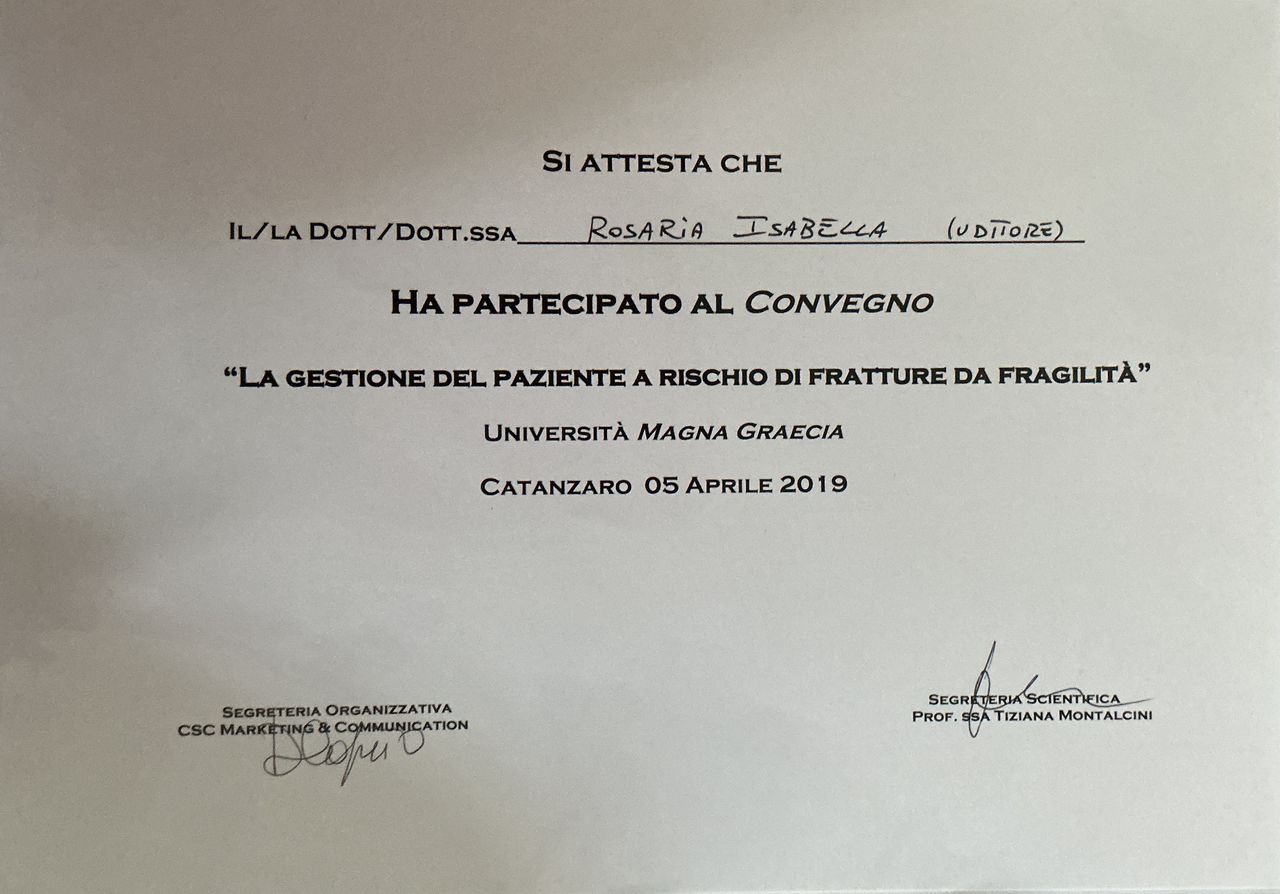 Si attesta che
Il/la Dott/Dott.ssa Rosaria Isabella (uditore)
Ha partecipato al Convegno
“La gestione del paziente a rischio di fratture da fragilità”
Università Magna Graecia
Catanzaro 05 Aprile 2019
Segreteria Organizzativa
CSC Marketing & Communication
Segreteria Scientifica
Prof. ssa Tiziana Montalcini